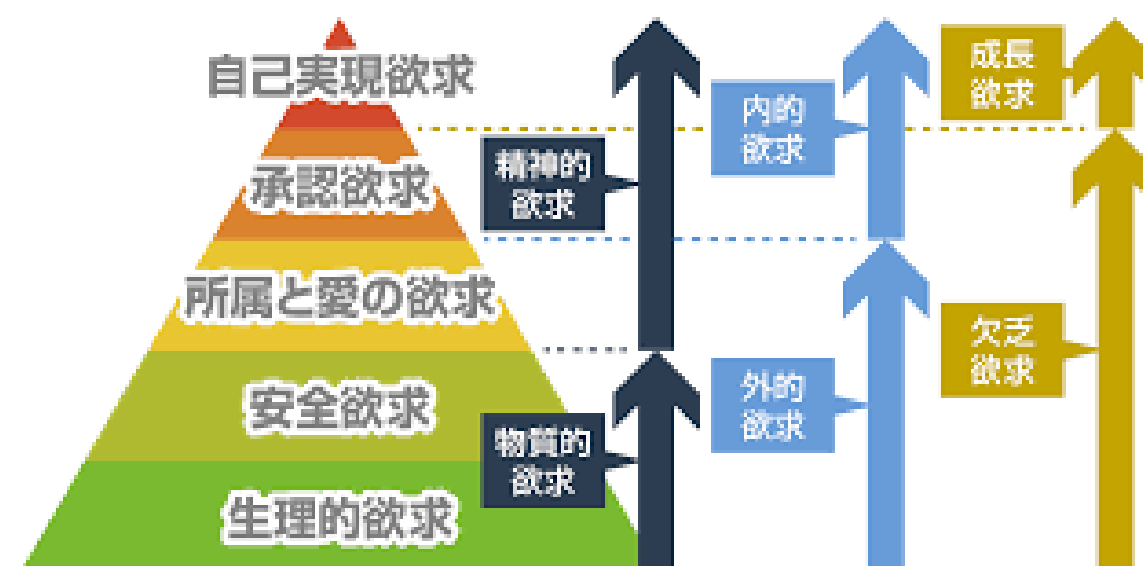 自己実現欲求
承認欲求
所属と愛の欲求
安全欲求
生理的欲求
精神的
欲求
物質的
欲求
内的
欲求
外的
欲求
成長
欲求
欠乏
欲求